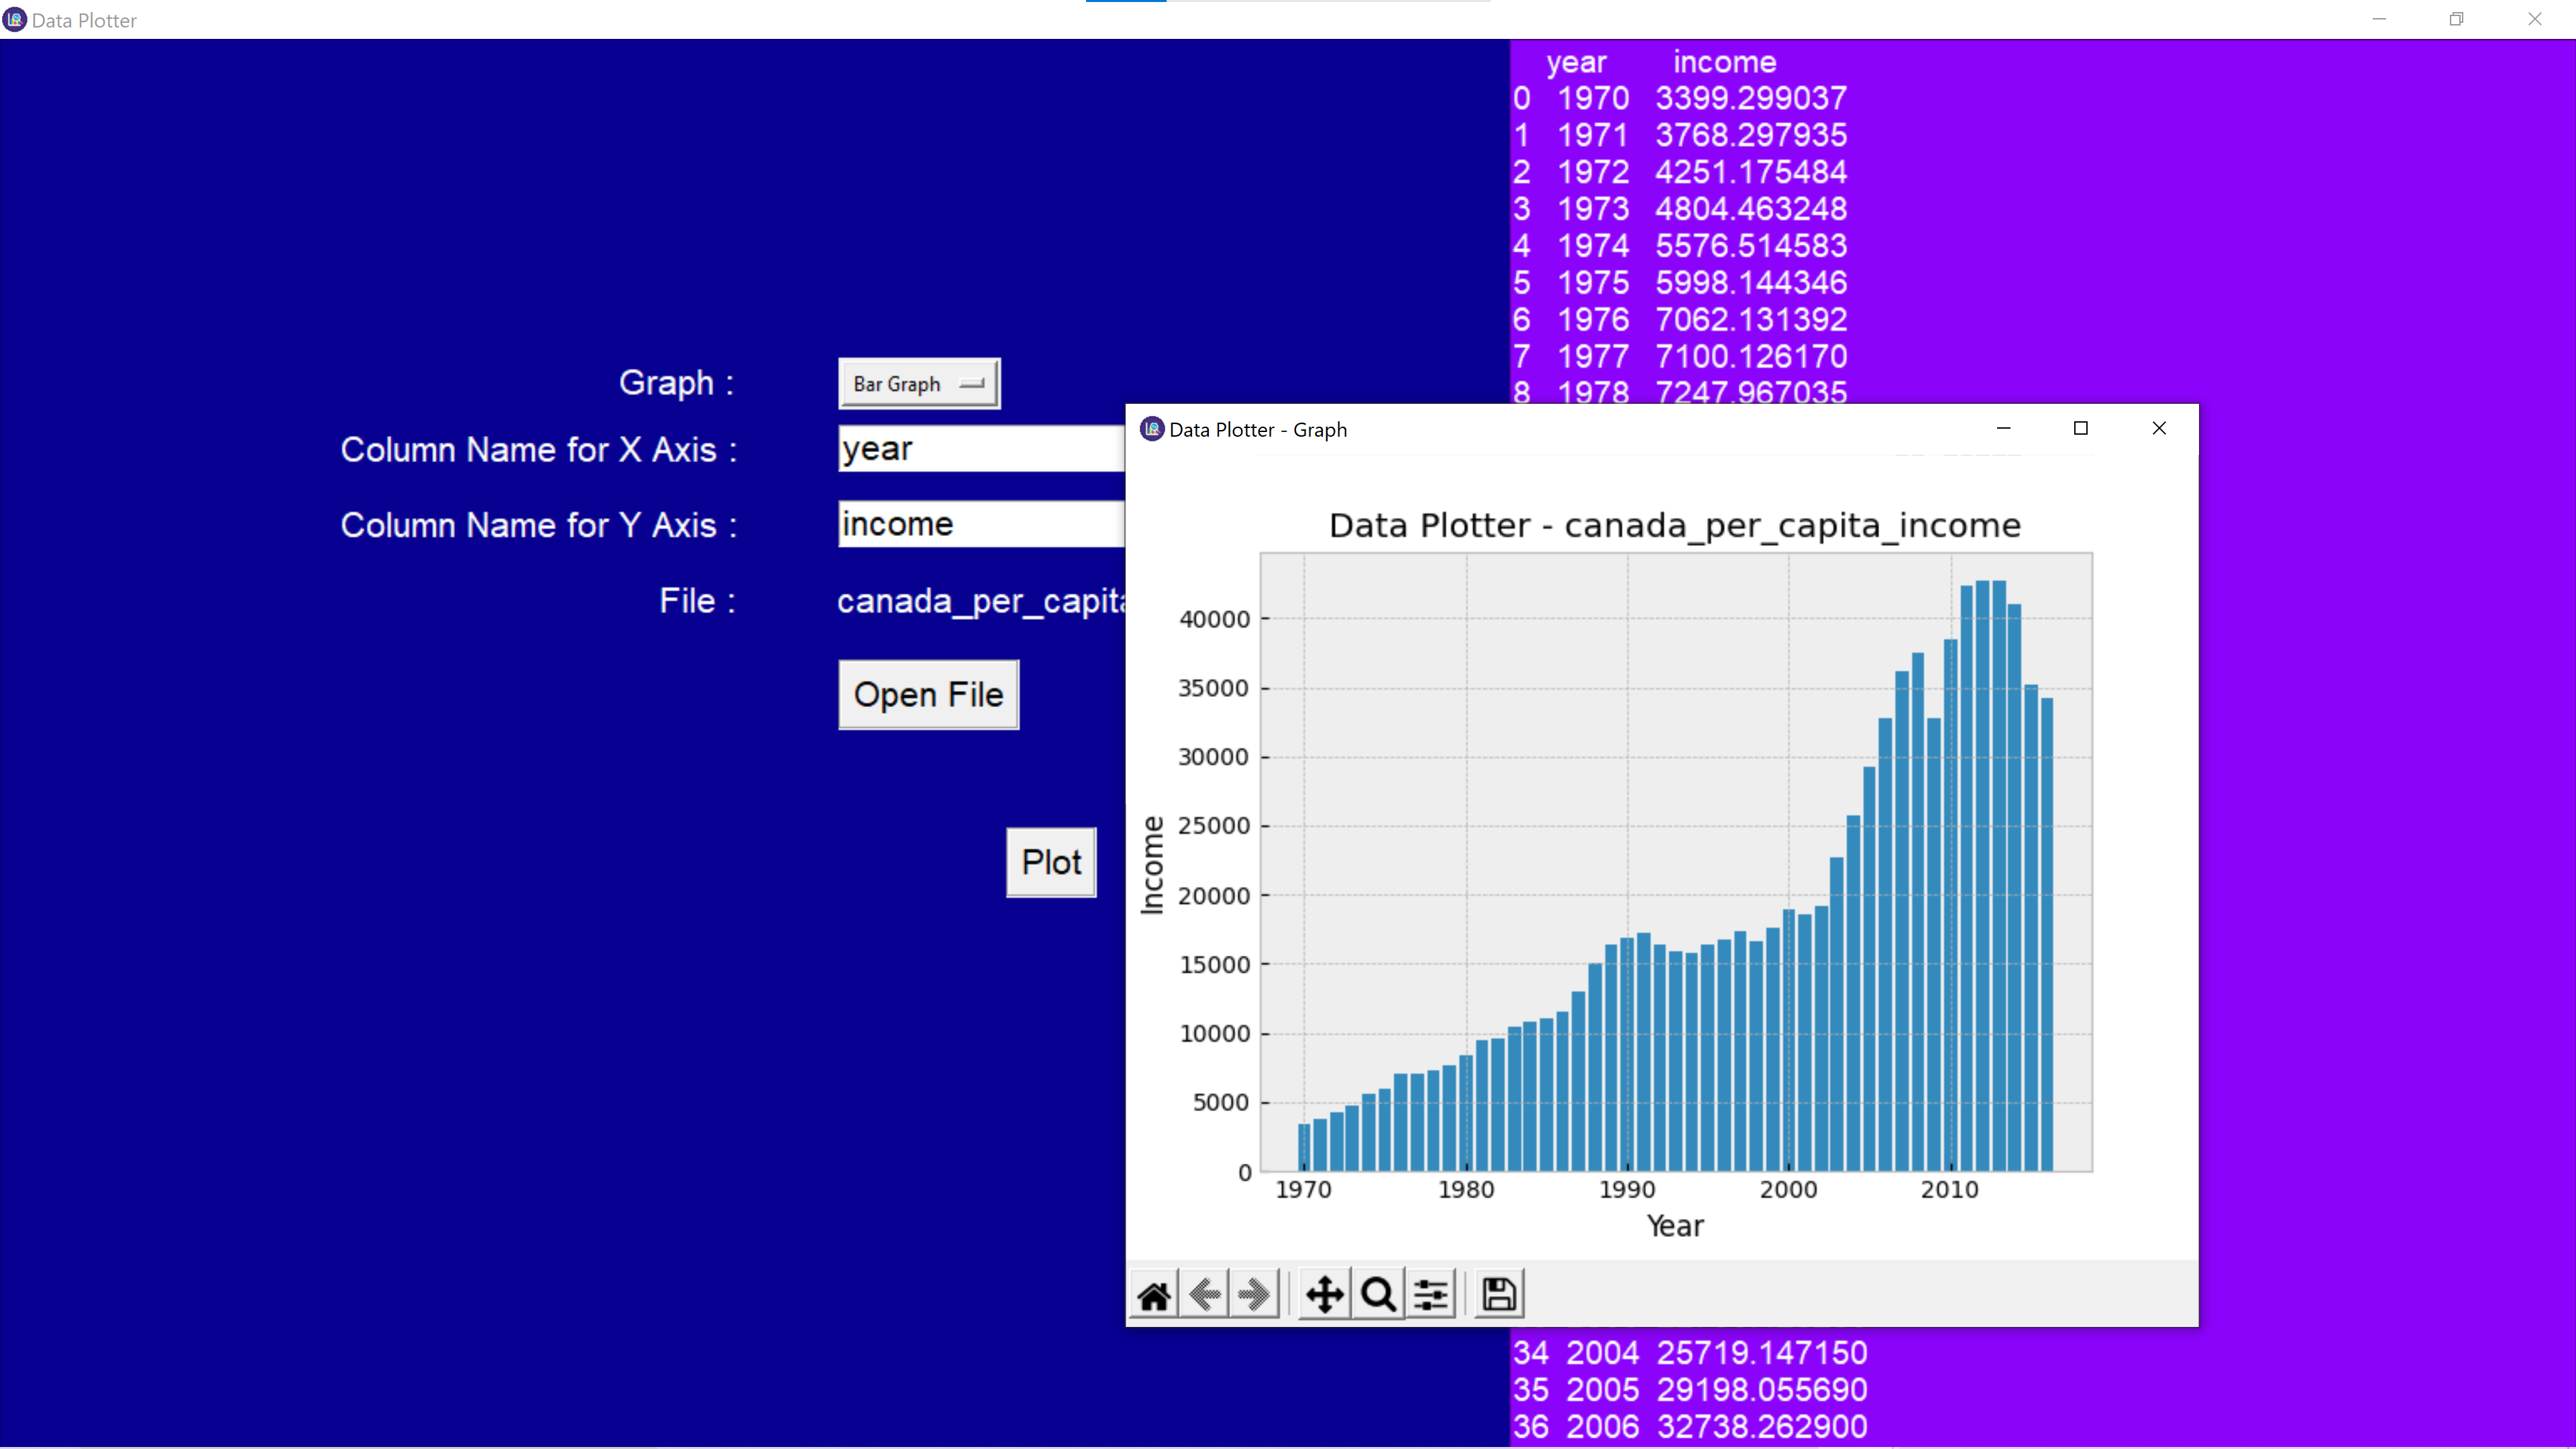 Data Plotter
Graph :
Bar Graph
Column Name for X Axis :
year
Column Name for Y Axis :
income
File :
canada_per_capita
Open File
Plot
year income
0 1970 3399.299037
1 1971 3768.297935
2 1972 4251.175484
3 1973 4804.463248
4 1974 5576.514583
5 1975 5998.144346
6 1976 7062.131392
7 1977 7100.126170
8 1978 7247.967035
Data Plotter - Graph
Data Plotter - canada_per_capita_income
40000
35000
30000
25000
20000
15000
10000
5000
0
Income
1970 1980 1990 2000 2010
Year
34 2004 25719.147150
35 2005 29198.055690
36 2006 32738.262900